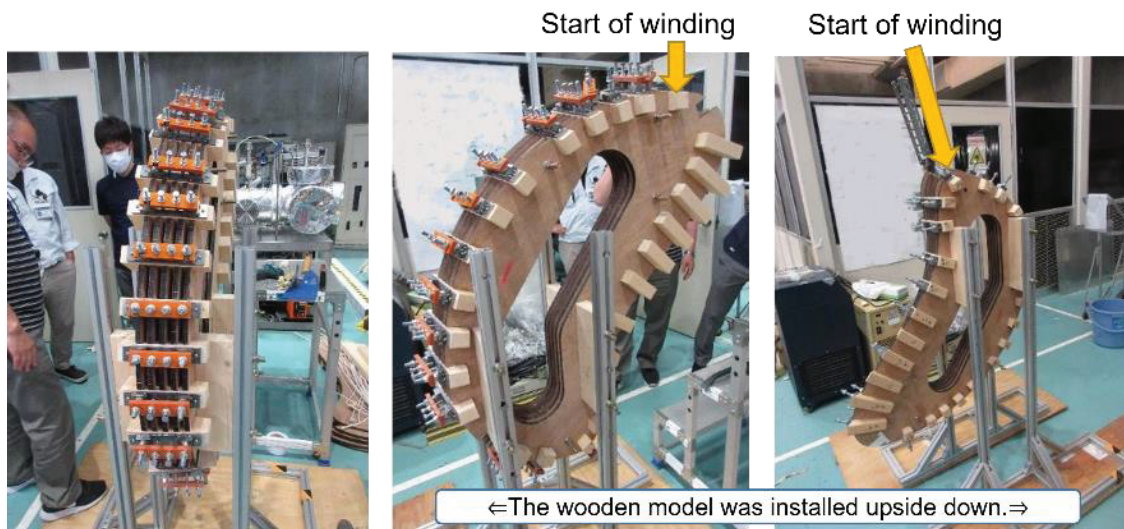 Start of winding
Start of winding
⇐The wooden model was installed upside down.⇒